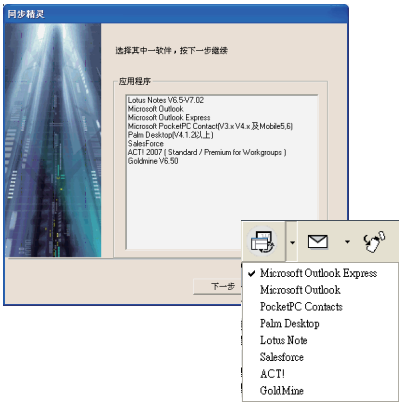 同步精灵
选择其中一软件，按下一步继续
应用程序
Lotus Notes V6.5-V7.02
Microsoft Outlook
Microsoft Outlook Express
Microsoft PocketPC Contact(V3.x V4.x 及Mobile5,6)
Palm Desktop(V4.1.2以上)
SalesForce
ACT! 2007 ( Standard / Premium for Workgroups )
Goldmine V6.50
下一步
Microsoft Outlook Express
Microsoft Outlook
PocketPC Contacts
Palm Desktop
Lotus Note
Salesforce
ACT!
GoldMine